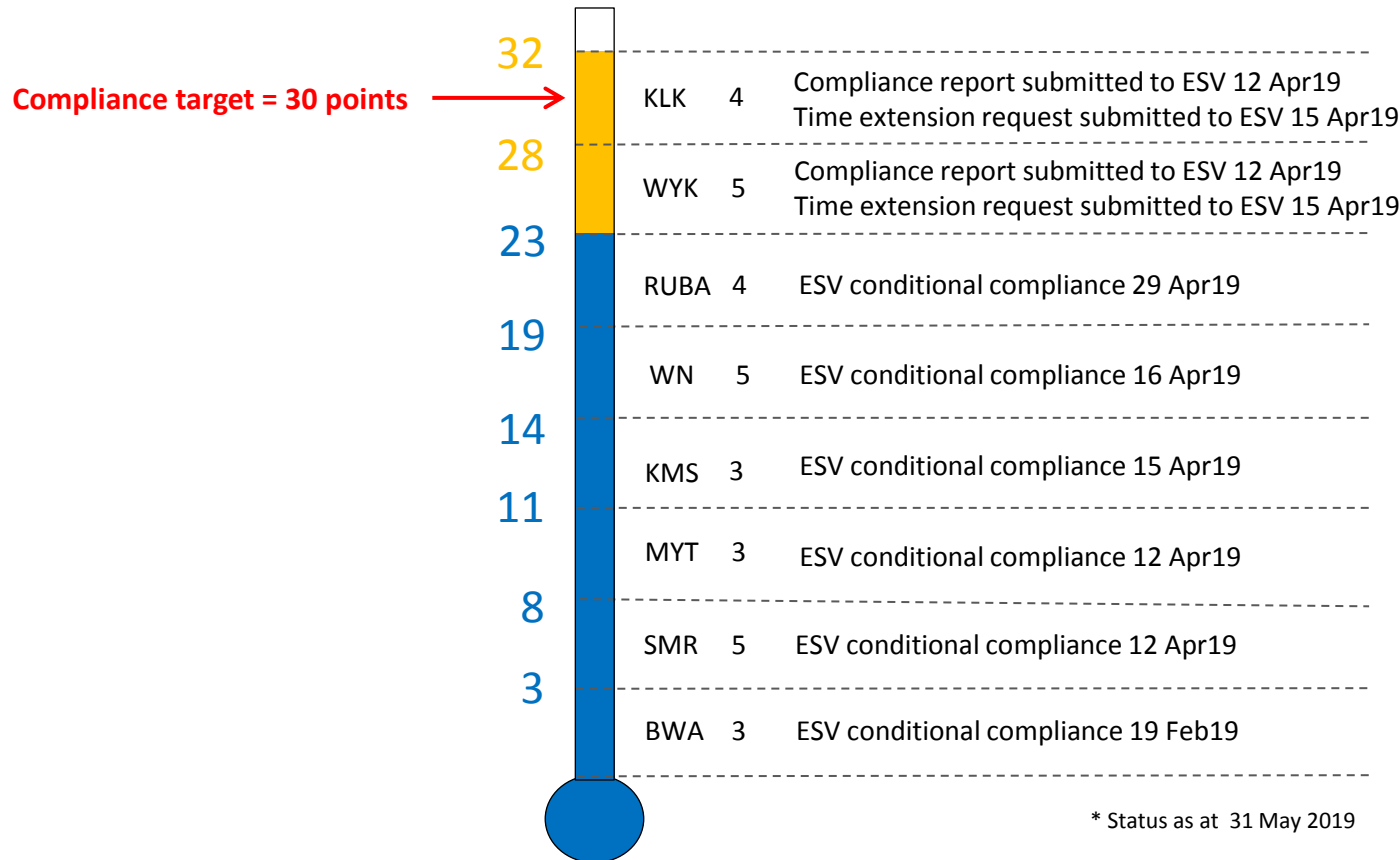 32
Compliance target = 30 points
KLK 4 Compliance report submitted to ESV 12 Apr19
Time extension request submitted to ESV 15 Apr19
28
WYK 5 Compliance report submitted to ESV 12 Apr19
Time extension request submitted to ESV 15 Apr19
23
RUBA 4 ESV conditional compliance 29 Apr19
19
WN 5 ESV conditional compliance 16 Apr19
14
KMS 3 ESV conditional compliance 15 Apr19
11
MYT 3 ESV conditional compliance 12 Apr19
8
SMR 5 ESV conditional compliance 12 Apr19
3
BWA 3 ESV conditional compliance 19 Feb19
* Status as at 31 May 2019